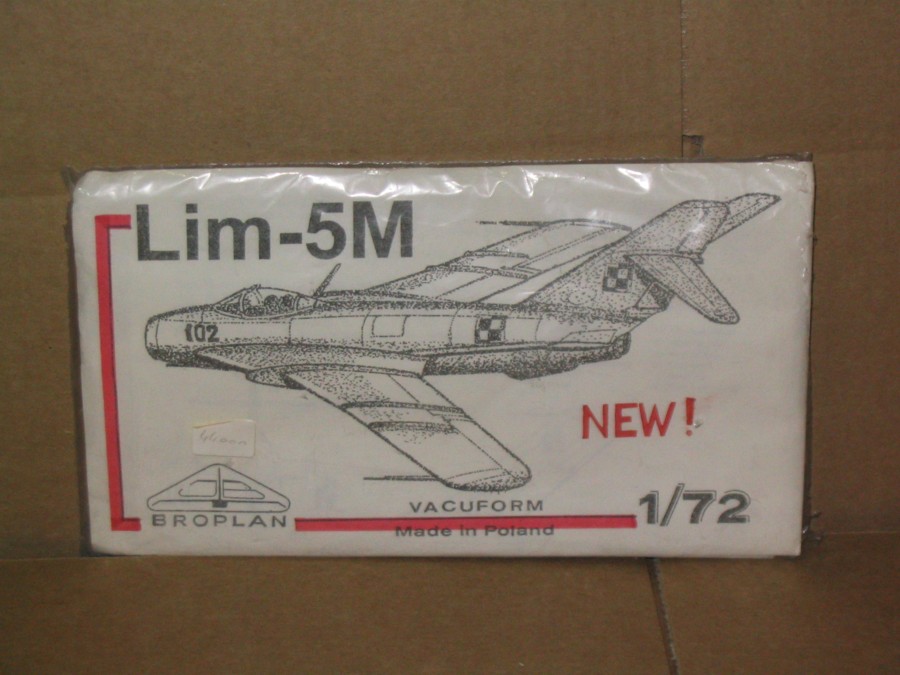 Lim-5M
102
NEW!
BROPLAN
VACUFORM
Made in Poland
1/72